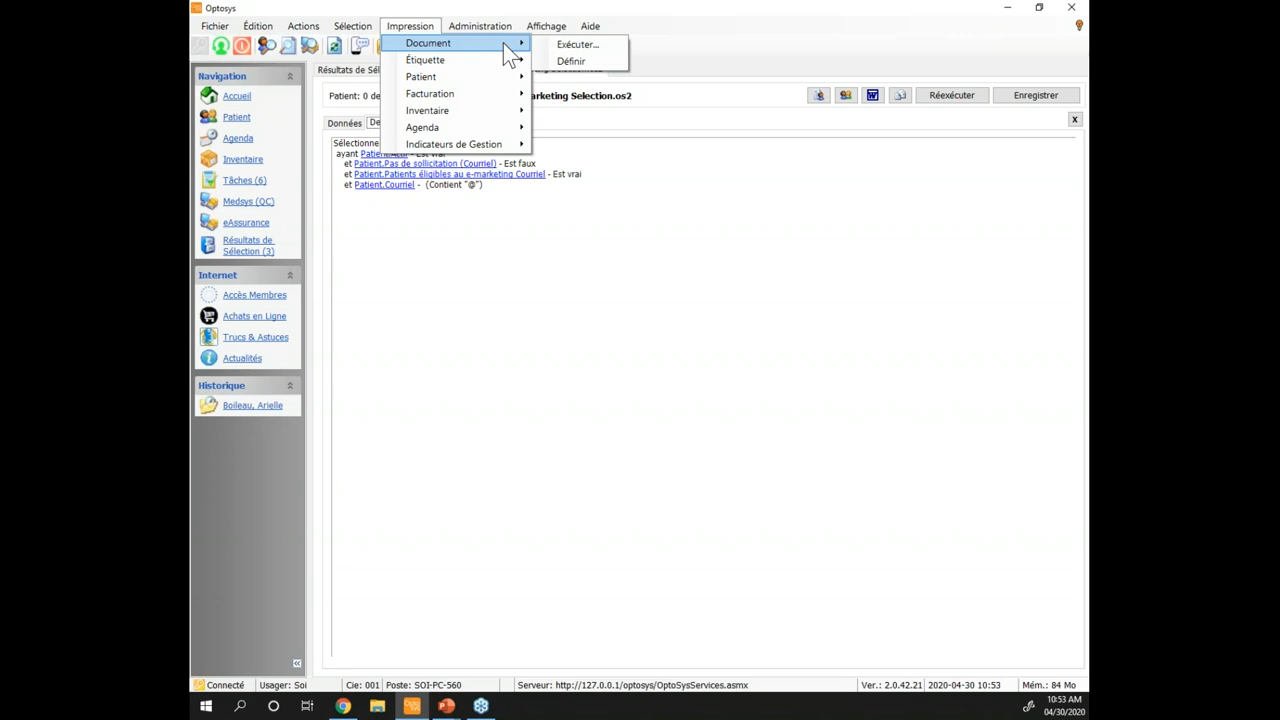 Optosys
Fichier Édition Actions Sélection Impression Administration Affichage Aide
Document
Étiquette
Patient
Facturation
Inventaire
Agenda
Indicateurs de Gestion
Exécuter...
Définir
Navigation
Accueil
Patient
Agenda
Inventaire
Tâches (6)
Medsys (QC)
eAssurance
Résultats de
Sélection (3)
Internet
Accès Membres
Achats en Ligne
Trucs & Astuces
Actualités
Historique
Boileau, Arielle
Résultats de Sél
Patient: 0 de
Selection.os2
Réexécuter Enregistrer
Données
Sélectionne
ayant - Est vrai
et Patient.Pas de sollicitation (Courriel) - Est faux
et Patient.Patients éligibles au e-marketing Courriel - Est vrai
et Patient.Courriel - (Contient "@")
Connecté Usager: Soi Cie: 001 Poste: SOI-PC-560 Serveur: http://127.0.0.1/optosys/OptoSysServices.asmx Ver.: 2.0.42.21 2020-04-30 10:53 Mém.: 84 Mo
10:53 AM
04/30/2020